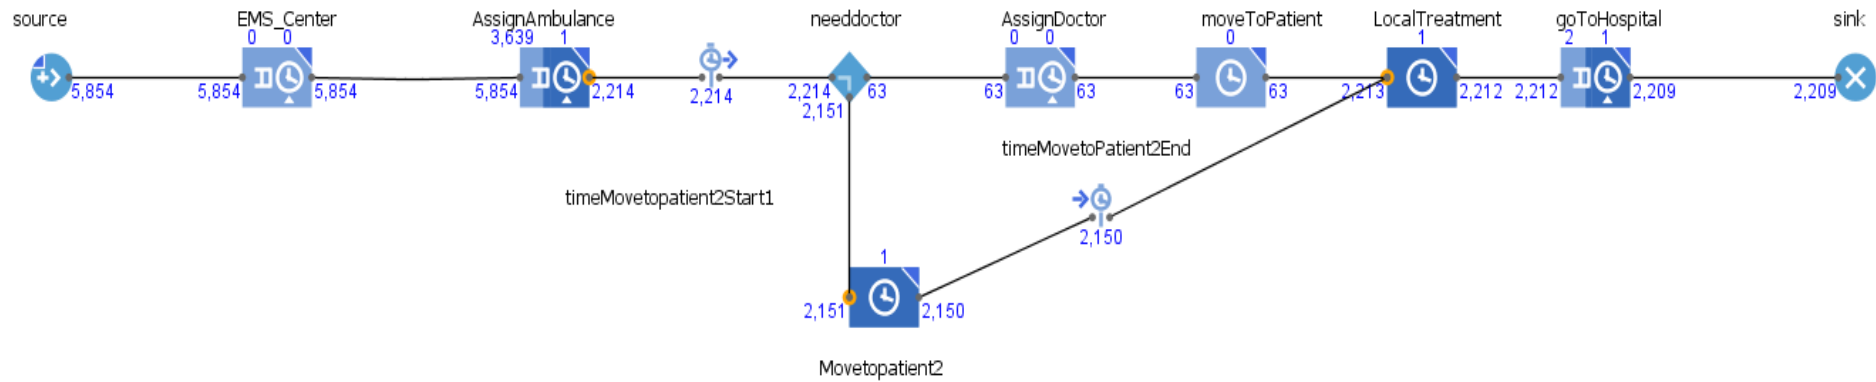 source EMS_Center AssignAmbulance needdoctor AssignDoctor moveToPatient LocalTreatment goToHospital sink
0 0 3,639 1 0 0 0 1 2 1
5,854 5,854 5,854 5,854 2,214 2,214 2,214 63 63 63 63 63 2,213 2,212 2,212 2,209 2,209
2,151
timeMovetoPatient2End
timeMovetopatient2Start1
2,150
1
2,151 2,150
Movetopatient2